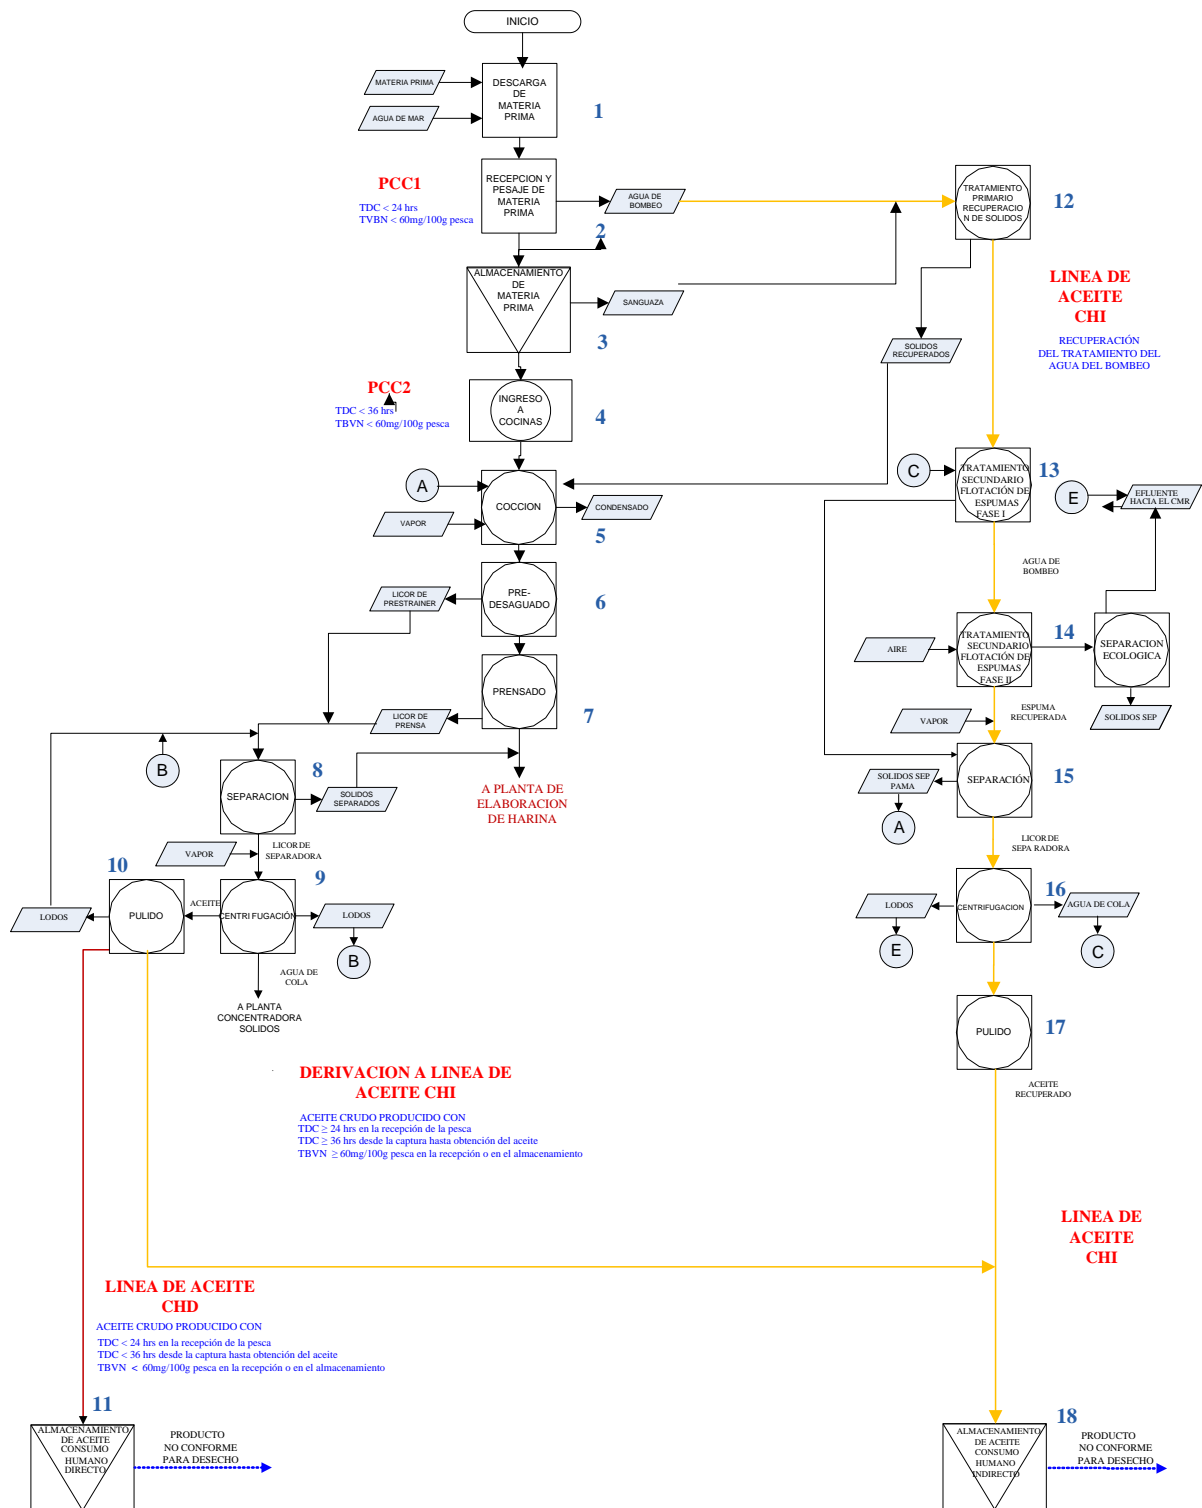 INICIO
MATERIA PRIMA
AGUA DE MAR
DESCARGA
DE
MATERIA
PRIMA
1
PCC1
TDC < 24 hrs
TVBN < 60mg/100g pesca
RECEPCION Y
PESAJE DE
MATERIA
PRIMA
AGUA DE
BOMBEO
2
TRATAMIENTO
PRIMARIO
RECUPERACIO
N DE SOLIDOS
12
ALMACENAMIENTO
DE
MATERIA
PRIMA
SANGUAZA
3
LINEA DE
ACEITE
CHI
RECUPERACIÓN
DEL TRATAMIENTO DEL
AGUA DEL BOMBEO
SOLIDOS
RECUPERADOS
PCC2
TDC < 36 hrs
TBVN < 60mg/100g pesca
INGRESO
A
COCINAS
4
A
VAPOR
COCCION
CONDENSADO
5
C
TRATAMIENTO
SECUNDARIO
FLOTACIÓN DE
ESPUMAS
FASE I
13
E
EFLUENTE
HACIA EL CMR
AGUA DE
BOMBEO
LICOR DE
PRESTRAINER
PRE-
DESAGUADO
6
AIRE
TRATAMIENTO
SECUNDARIO
FLOTACIÓN DE
ESPUMAS
FASE II
14
SEPARACION
ECOLOGICA
SOLIDOS SEP
PRENSADO
LICOR DE
PRENSA
7
ESPUMA
RECUPERADA
VAPOR
B
SEPARACION
8
SOLIDOS
SEPARADOS
A PLANTA DE
ELABORACION
DE HARINA
SOLIDOS SEP.
PAMA
A
SEPARACIÓN
15
VAPOR
LICOR DE
SEPARADORA
LICOR DE
SEPA RADORA
10
LODOS
PULIDO
ACEITE
CENTRI FUGACIÓN
9
LODOS
B
AGUA DE
COLA
A PLANTA
CONCENTRADORA
SOLIDOS
LODOS
E
CENTRIFUGACION
16
AGUA DE COLA
C
PULIDO
17
ACEITE
RECUPERADO
DERIVACION A LINEA DE
ACEITE CHI
ACEITE CRUDO PRODUCIDO CON
TDC ≥ 24 hrs en la recepción de la pesca
TDC ≥ 36 hrs desde la captura hasta obtención del aceite
TBVN ≥ 60mg/100g pesca en la recepción o en el almacenamiento
LINEA DE
ACEITE
CHI
LINEA DE ACEITE
CHD
ACEITE CRUDO PRODUCIDO CON
TDC < 24 hrs en la recepción de la pesca
TDC < 36 hrs desde la captura hasta obtención del aceite
TBVN < 60mg/100g pesca en la recepción o en el almacenamiento
11
ALMACENAMIENTO
DE ACEITE
CONSUMO
HUMANO
DIRECTO
PRODUCTO
NO CONFORME
PARA DESECHO
18
ALMACENAMIENTO
DE ACEITE
CONSUMO
HUMANO
INDIRECTO
PRODUCTO
NO CONFORME
PARA DESECHO